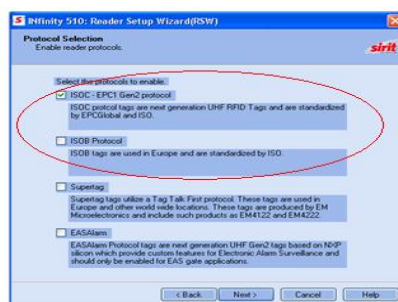 INfinity 510: Reader Setup Wizard(RSW)
Protocol Selection
Enable reader protocols.
sirit
Select the protocols to enable.
ISOC - EPC1 Gen2 protocol
ISOC protcol tags are next generation UHF RFID Tags and are standardized
by EPCGlobal and ISO.
ISOB Protocol
ISOB tags are used in Europe and are standardized by ISO.
Supertag
Supertag tags utilize a Tag Talk First protocol. These tags are used in
Europe and other world wide locations. These tags are produced by EM
Microelectronics and include such products as EM4122 and EM4222.
EASAlarm
EASAlarm Protocol tags are next generation UHF Gen2 tags based on NXP
silicon which provide custom features for Electronic Alarm Surveillance and
should only be enabled for EAS gate applications.
< Back Next > Cancel Help